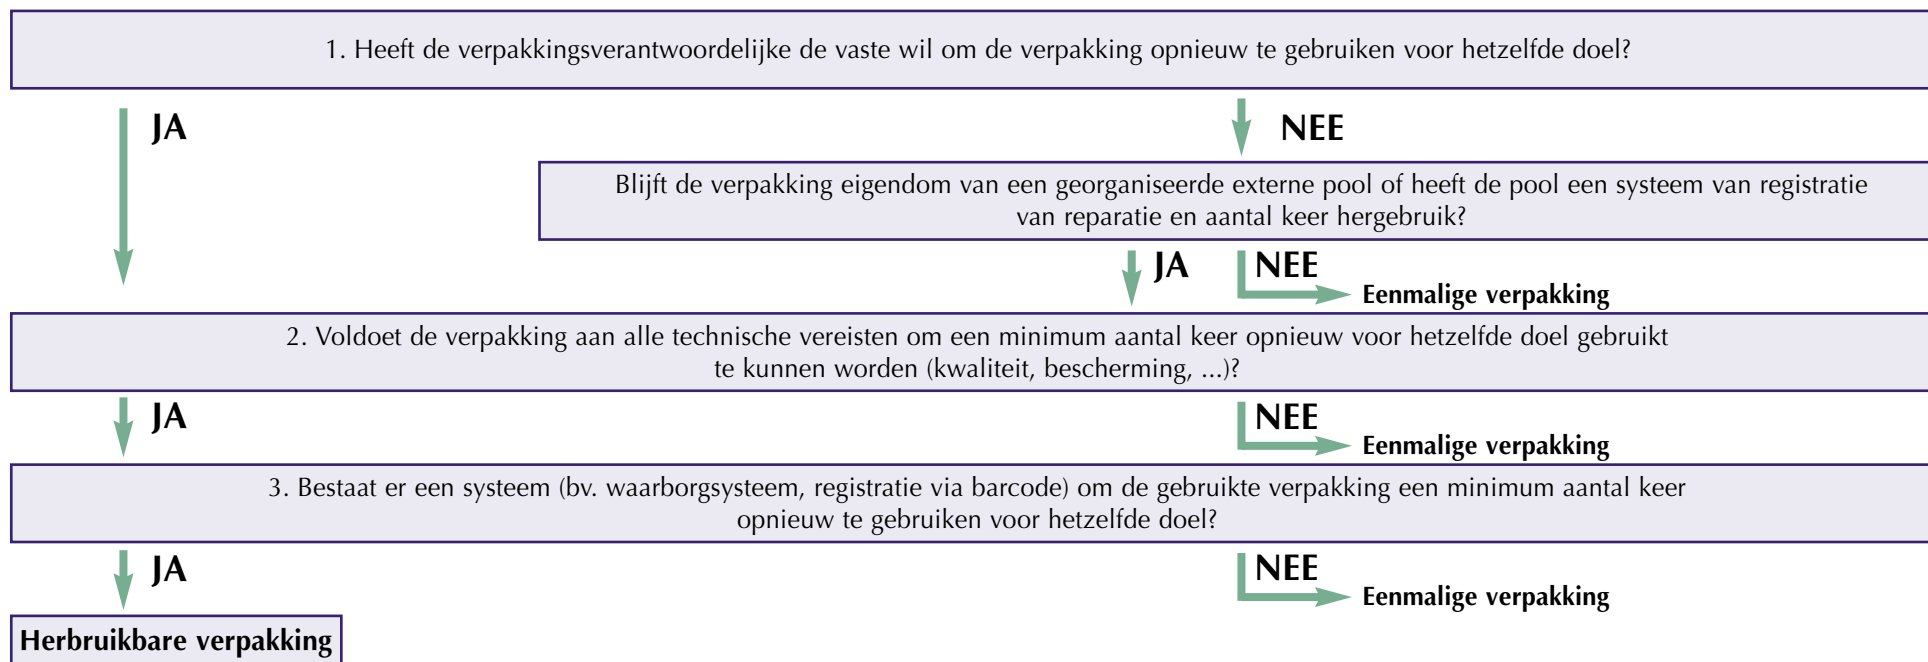 1. Heeft de verpakkingsverantwoordelijke de vaste wil om de verpakking opnieuw te gebruiken voor hetzelfde doel?
JA
NEE
Blijft de verpakking eigendom van een georganiseerde externe pool of heeft de pool een systeem van registratie
van reparatie en aantal keer hergebruik?
JA
NEE
Eenmalige verpakking
2. Voldoet de verpakking aan alle technische vereisten om een minimum aantal keer opnieuw voor hetzelfde doel gebruikt
te kunnen worden (kwaliteit, bescherming, ...)?
JA
NEE
Eenmalige verpakking
3. Bestaat er een systeem (bv. waarborgsysteem, registratie via barcode) om de gebruikte verpakking een minimum aantal keer
opnieuw te gebruiken voor hetzelfde doel?
JA
NEE
Eenmalige verpakking
Herbruikbare verpakking